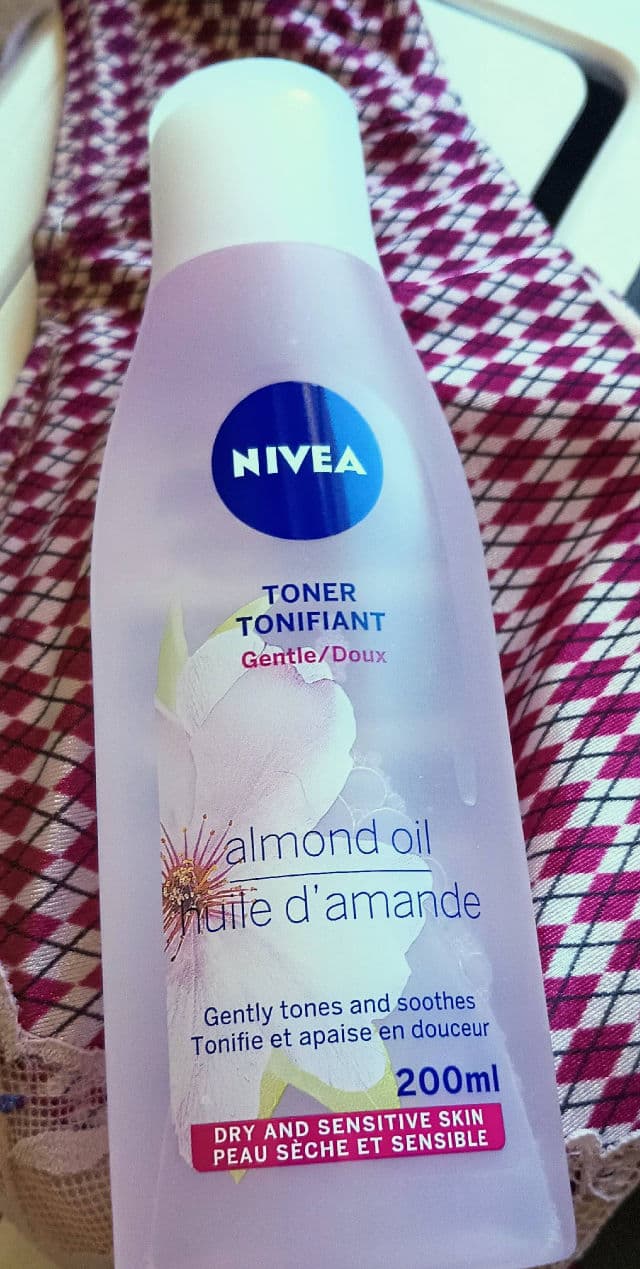 NIVEA
TONER
TONIFIANT
Gentle/Doux
almond oil
huile d'amande
Gently tones and soothes
Tonifie et apaise en douceur
200ml
DRY AND SENSITIVE SKIN
PEAU SÈCHE ET SENSIBLE